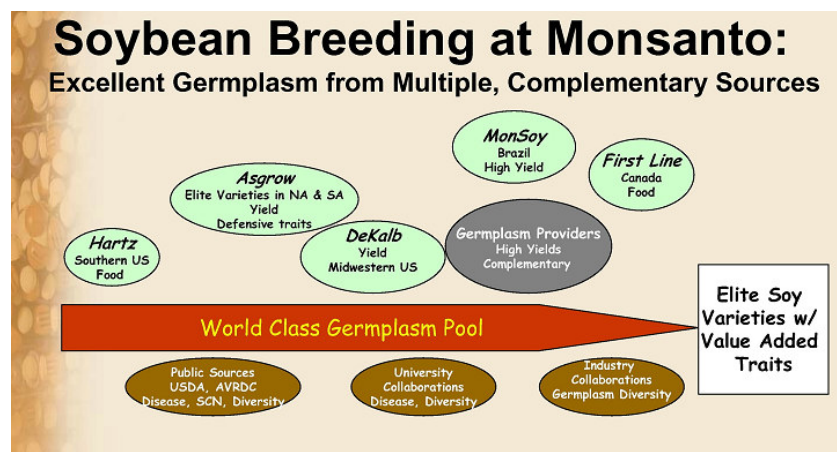 Soybean Breeding at Monsanto:
Excellent Germplasm from Multiple, Complementary Sources
MonSoy
Brazil
High Yield
First Line
Canada
Food
Asgrow
Elite Varieties in NA & SA
Yield
Defensive traits
Hartz
Southern US
Food
DeKalb
Yield
Midwestern US
Germplasm Providers
High Yields
Complementary
World Class Germplasm Pool
Elite Soy
Varieties w/
Value Added
Traits
Public Sources
USDA, AVRDC
Disease, SCN, Diversity
University
Collaborations
Disease, Diversity
Industry
Collaborations
Germplasm Diversity